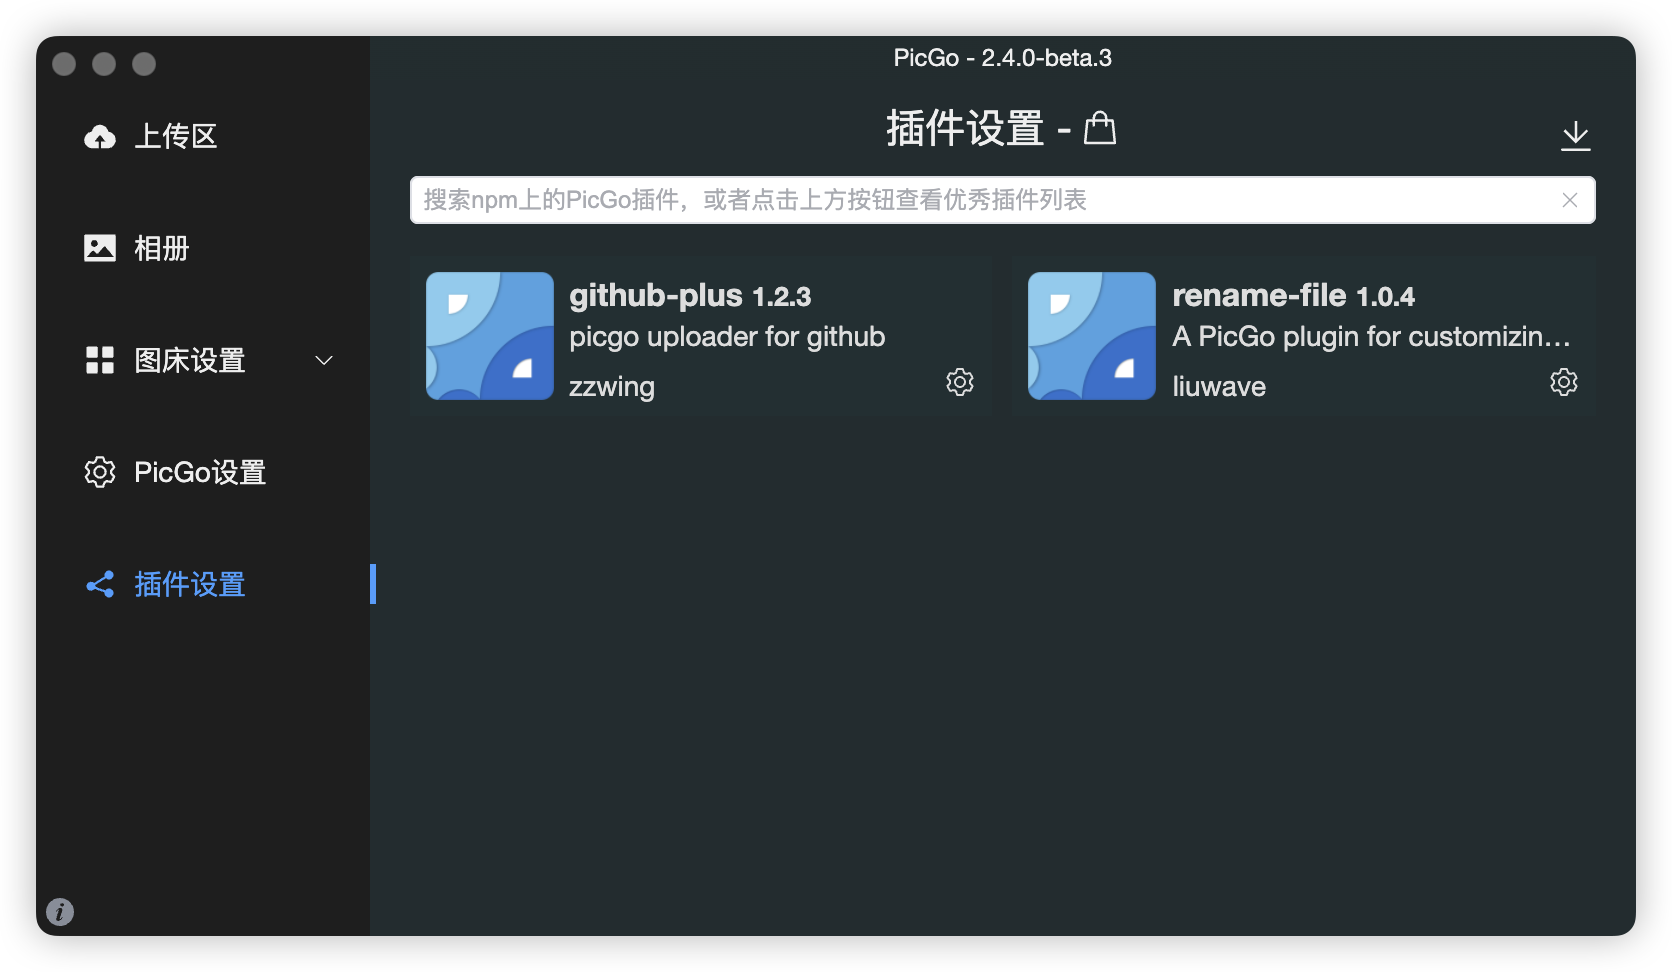 PicGo - 2.4.0-beta.3
上传区
相册
图床设置
PicGo设置
插件设置
插件设置 -
搜索npm上的PicGo插件，或者点击上方按钮查看优秀插件列表
github-plus 1.2.3
picgo uploader for github
zzwing
rename-file 1.0.4
A PicGo plugin for customizin...
liuwave
i